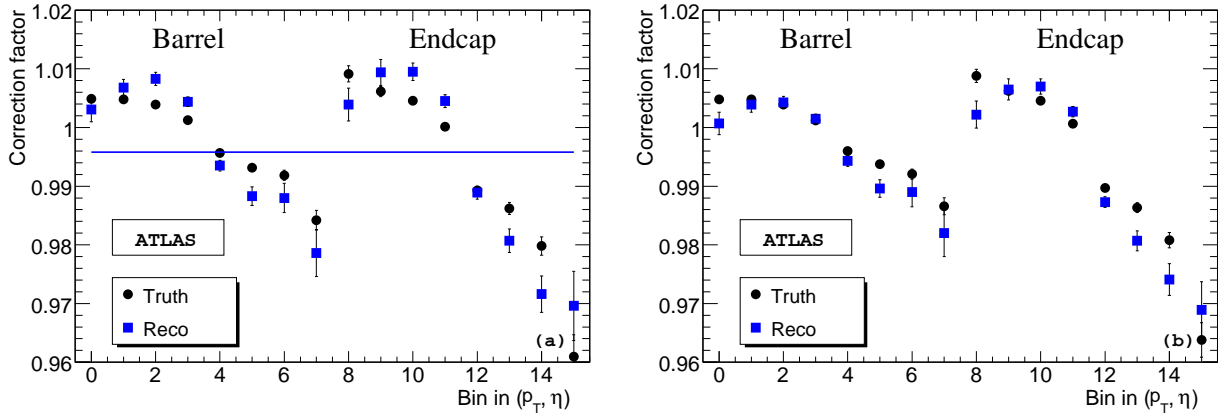 Correction factor
1.02
1.01
1
0.99
0.98
0.97
0.96
Barrel
Endcap
ATLAS
Truth
Reco
(a)
0 2 4 6 8 10 12 14
Bin in (p_T, η)
Correction factor
1.02
1.01
1
0.99
0.98
0.97
0.96
Barrel
Endcap
ATLAS
Truth
Reco
(b)
0 2 4 6 8 10 12 14
Bin in (p_T, η)